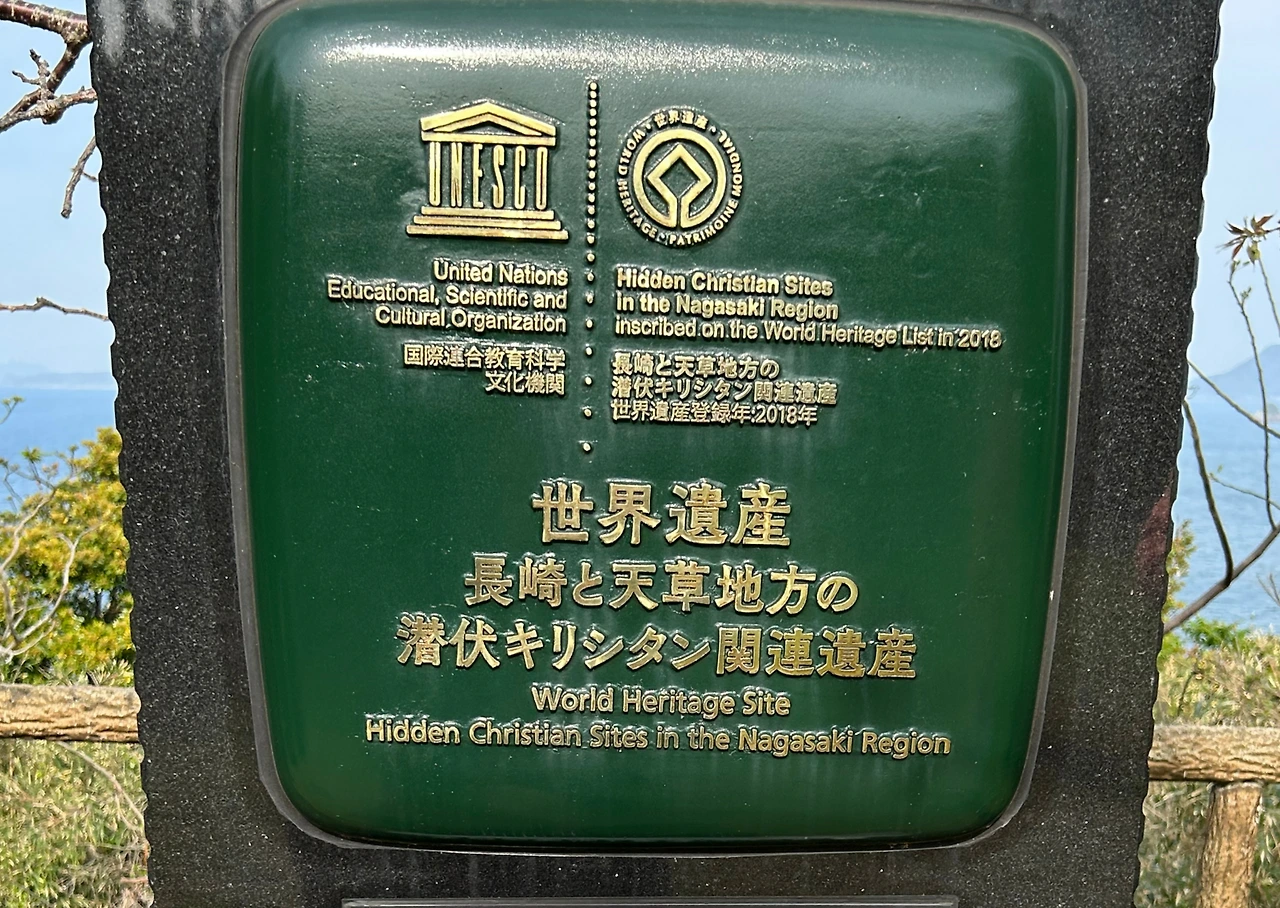 UNESCO
United Nations
Educational, Scientific and
Cultural Organization
国際連合教育科学
文化機関
・世界遺産・
WORLD HERITAGE・PATRIMOINE MONDIAL
Hidden Christian Sites
in the Nagasaki Region
inscribed on the World Heritage List in 2018
長崎と天草地方の
潜伏キリシタン関連遺産
世界遺産登録年:2018年
世界遺産
長崎と天草地方の
潜伏キリシタン関連遺産
World Heritage Site
Hidden Christian Sites in the Nagasaki Region